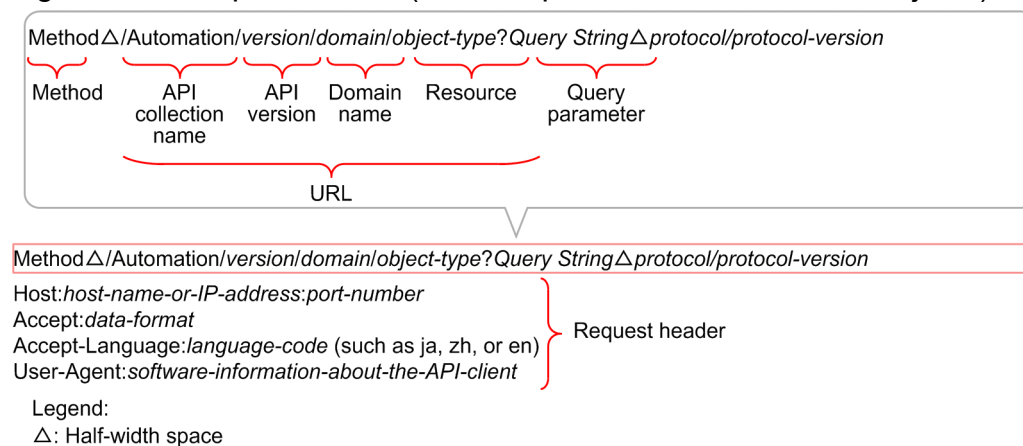 Method△/Automation/version/domain/object-type?Query String△protocol/protocol-version
Method API API Domain Resource Query
collection version name parameter
name
URL
Method△/Automation/version/domain/object-type?Query String△protocol/protocol-version
Host:host-name-or-IP-address:port-number
Accept:data-format
Request header
Accept-Language:language-code (such as ja, zh, or en)
User-Agent:software-information-about-the-API-client
Legend:
△: Half-width space